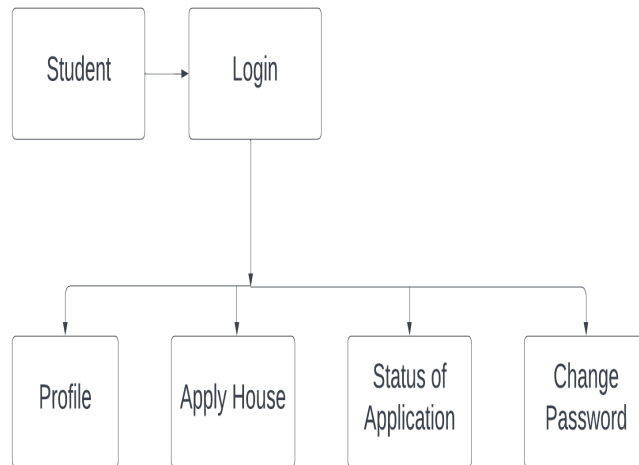 Student
Login
Profile
Apply House
Status of
Application
Change
Password